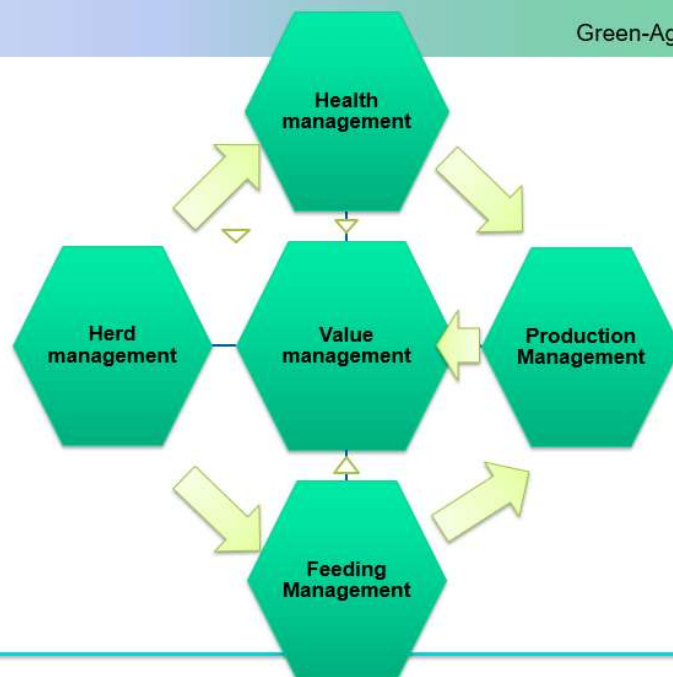 Green-Ag
Health
management
Herd
management
Value
management
Production
Management
Feeding
Management